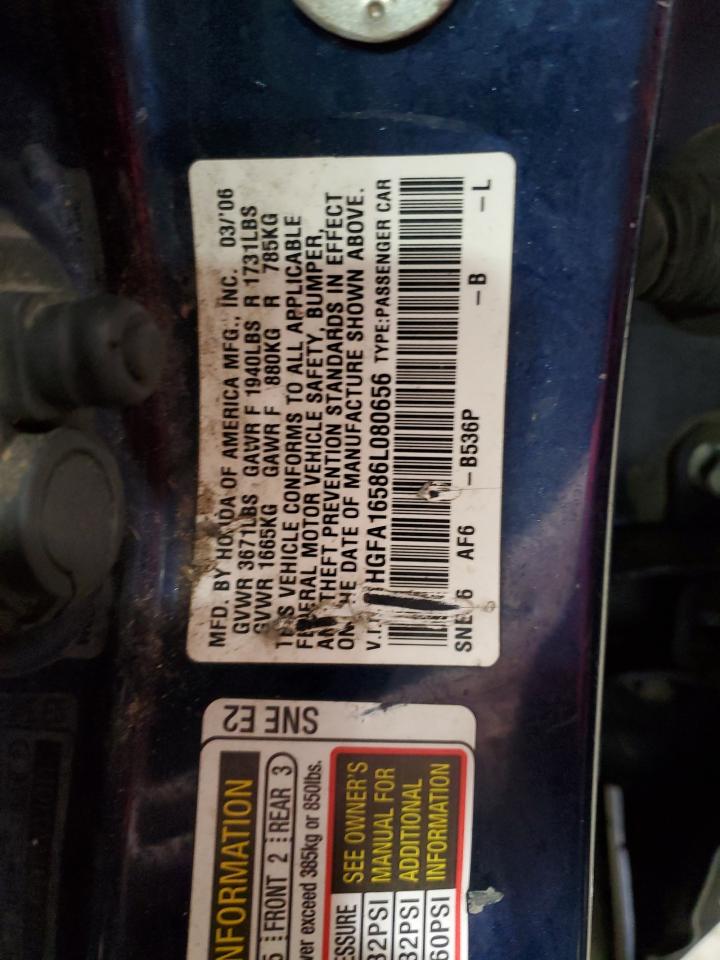 MFD. BY HONDA OF AMERICA MFG., INC. 03/'06
GVWR 3671LBS GAWR F 1940LBS R 1731LBS
GVWR 1665KG GAWR F 880KG R 785KG
THIS VEHICLE CONFORMS TO ALL APPLICABLE
FEDERAL MOTOR VEHICLE SAFETY, BUMPER,
AND THEFT PREVENTION STANDARDS IN EFFECT
ON THE DATE OF MANUFACTURE SHOWN ABOVE.
V.I. HGFA16586L080656 TYPE:PASSENGER CAR
AF6 -B536P -B -L
SNE E2
NFORMATION
5 FRONT 2 REAR 3
ver exceed 385kg or 850lbs.
ESSURE
32PSI
32PSI
60PSI
SEE OWNER'S
MANUAL FOR
ADDITIONAL
INFORMATION